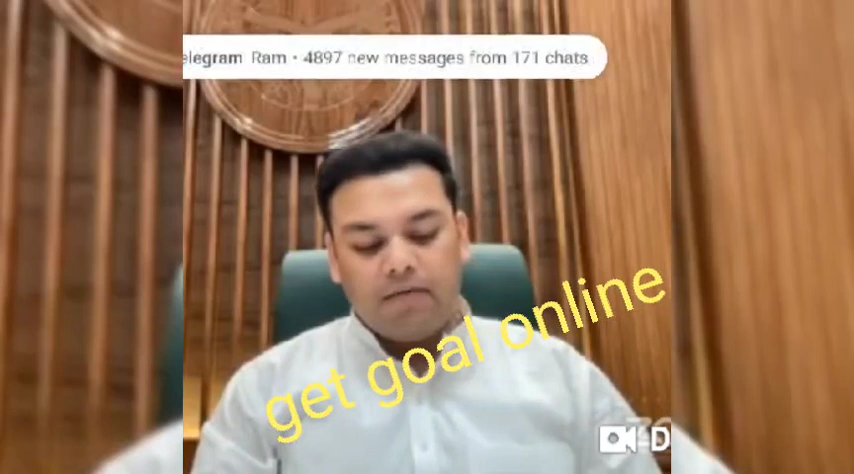 elegram Ram • 4897 new messages from 171 chats
get goal online
D